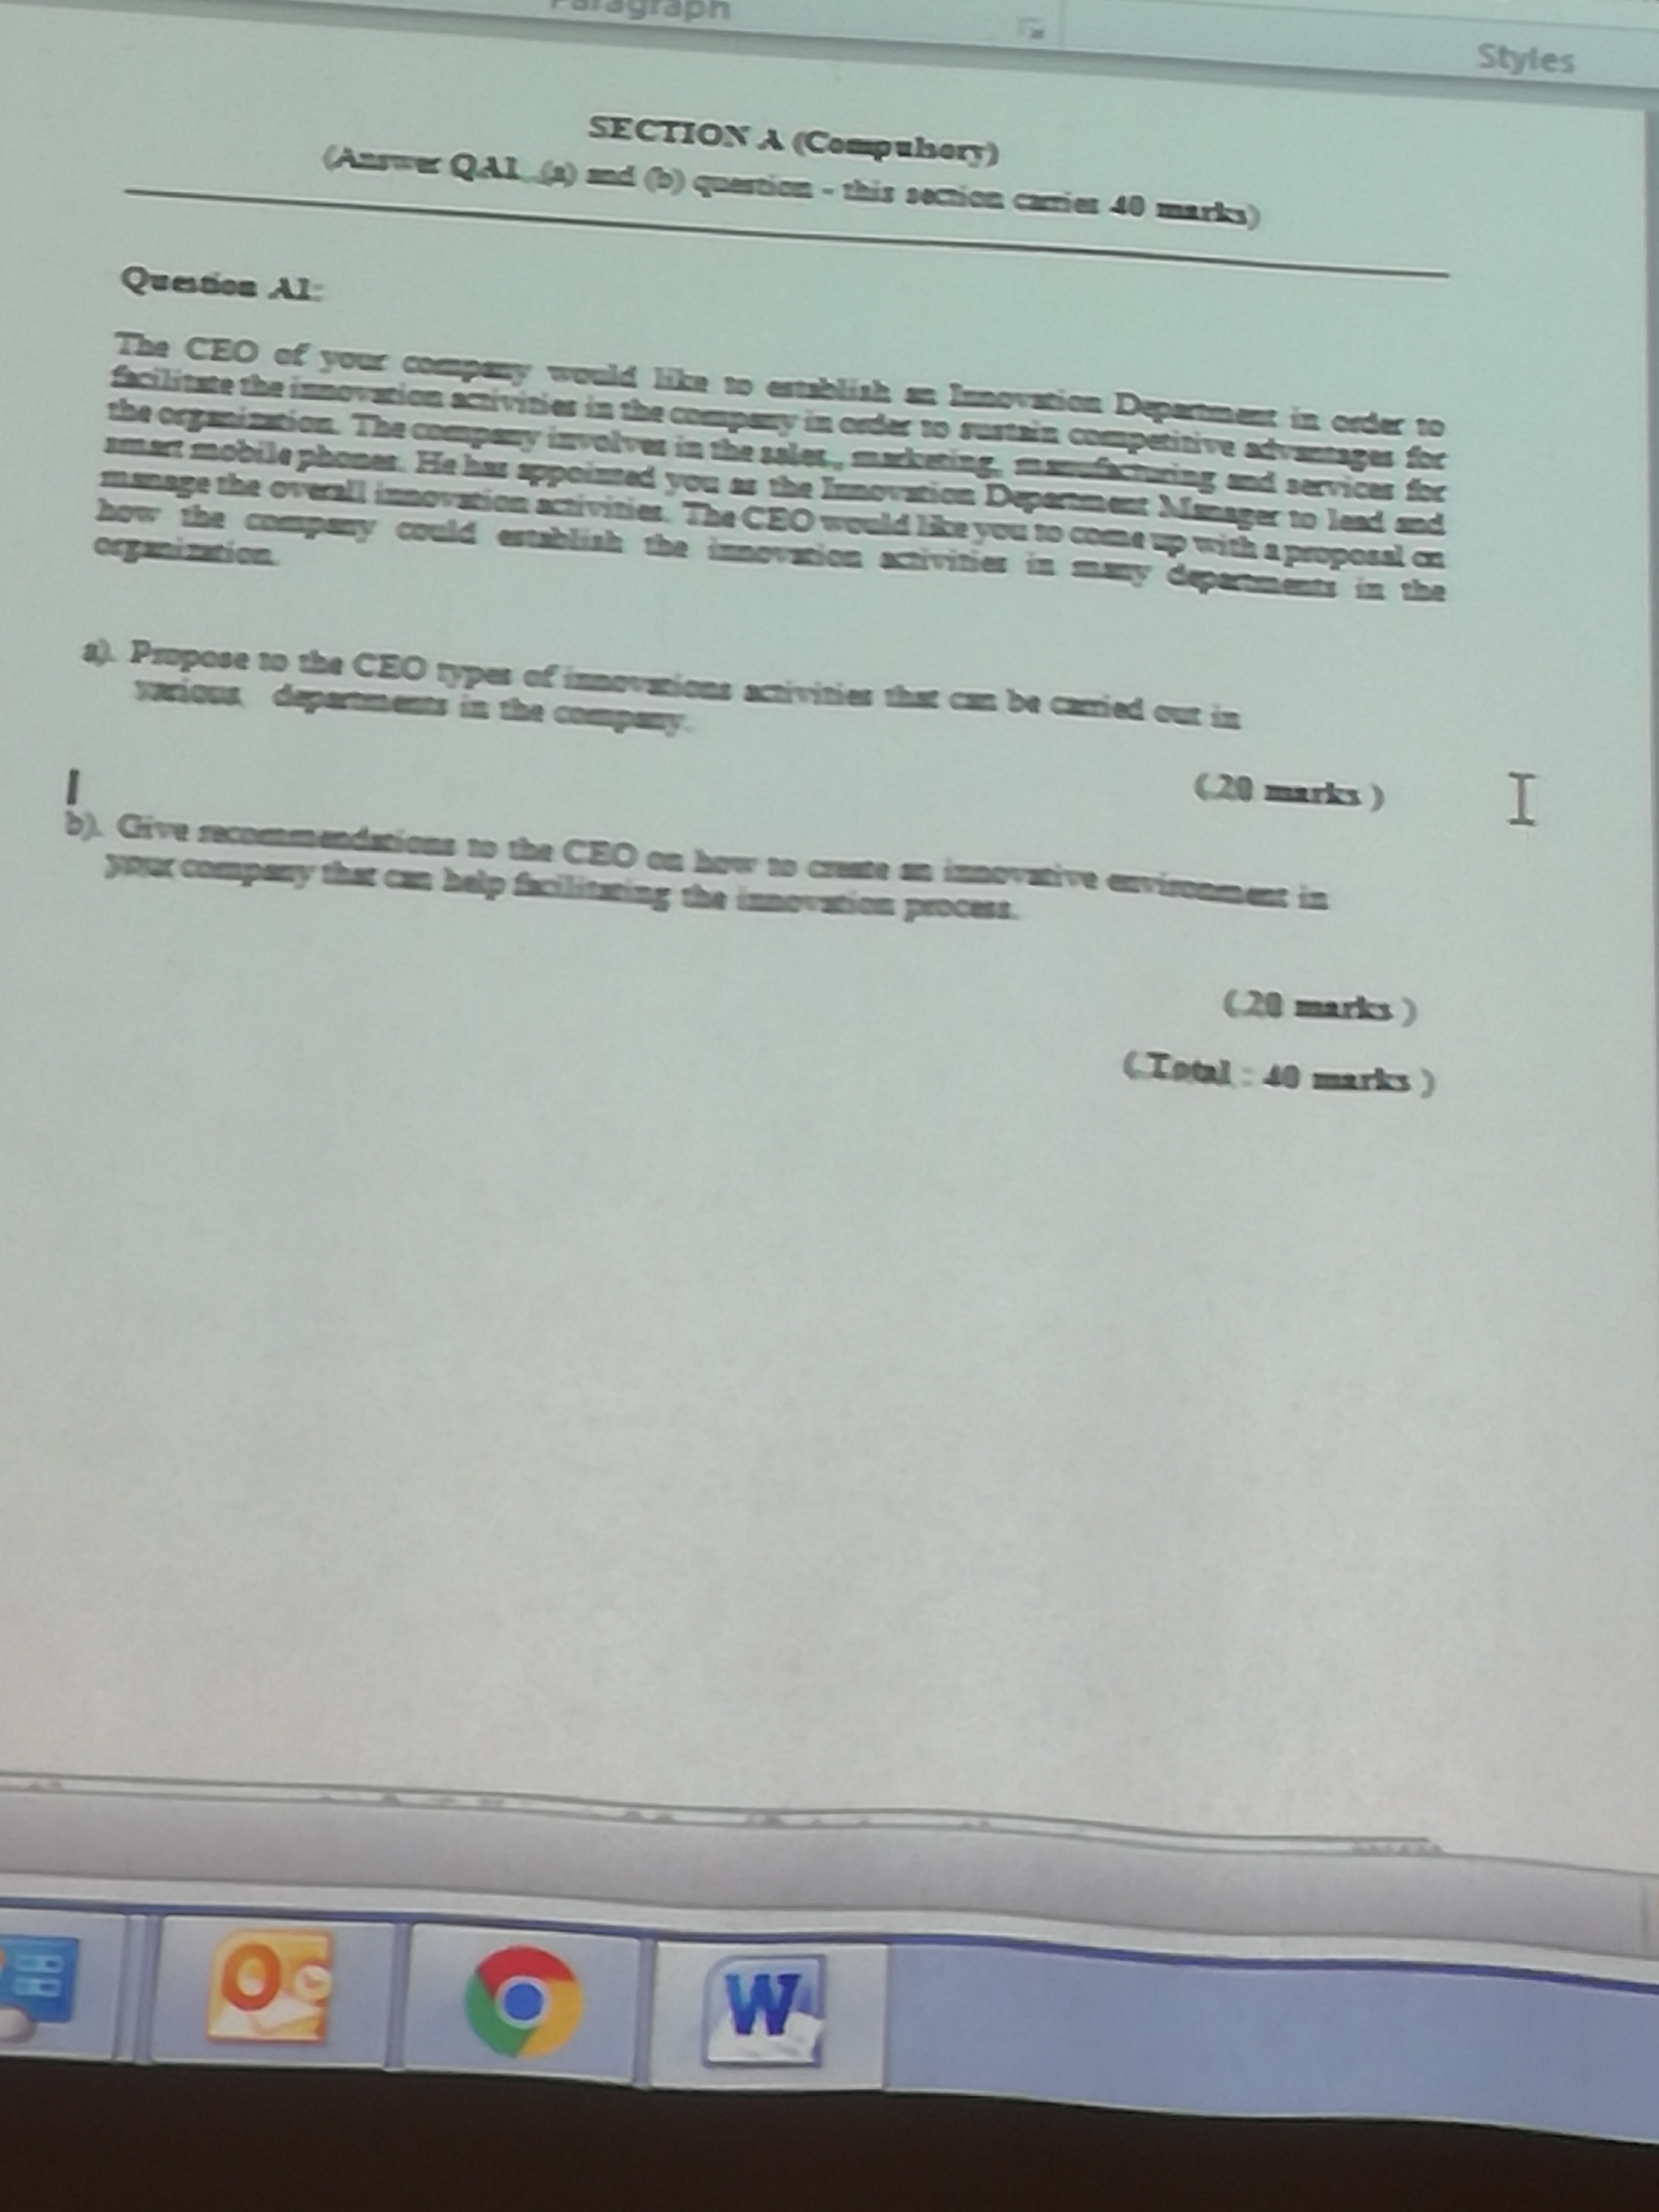 Paragraph
Styles
SECTION A (Compulsory)
(Answer QA1 (a) and (b) question - this section carries 40 marks)
Question A1:
The CEO of your company would like to establish an Innovation Department in order to
facilitate the innovation activities in the company in order to sustain competitive advantages for
the organization. The company involves in the sales, marketing, manufacturing and services for
smart mobile phones. He has appointed you as the Innovation Department Manager to lead and
manage the overall innovation activities. The CEO would like you to come up with a proposal on
how the company could establish the innovation activities in many departments in the
organization.
a). Propose to the CEO types of innovations activities that can be carried out in
various departments in the company.
(20 marks)
b). Give recommendations to the CEO on how to create an innovative environment in
your company that can help facilitating the innovation process.
(20 marks)
(Total : 40 marks)
W